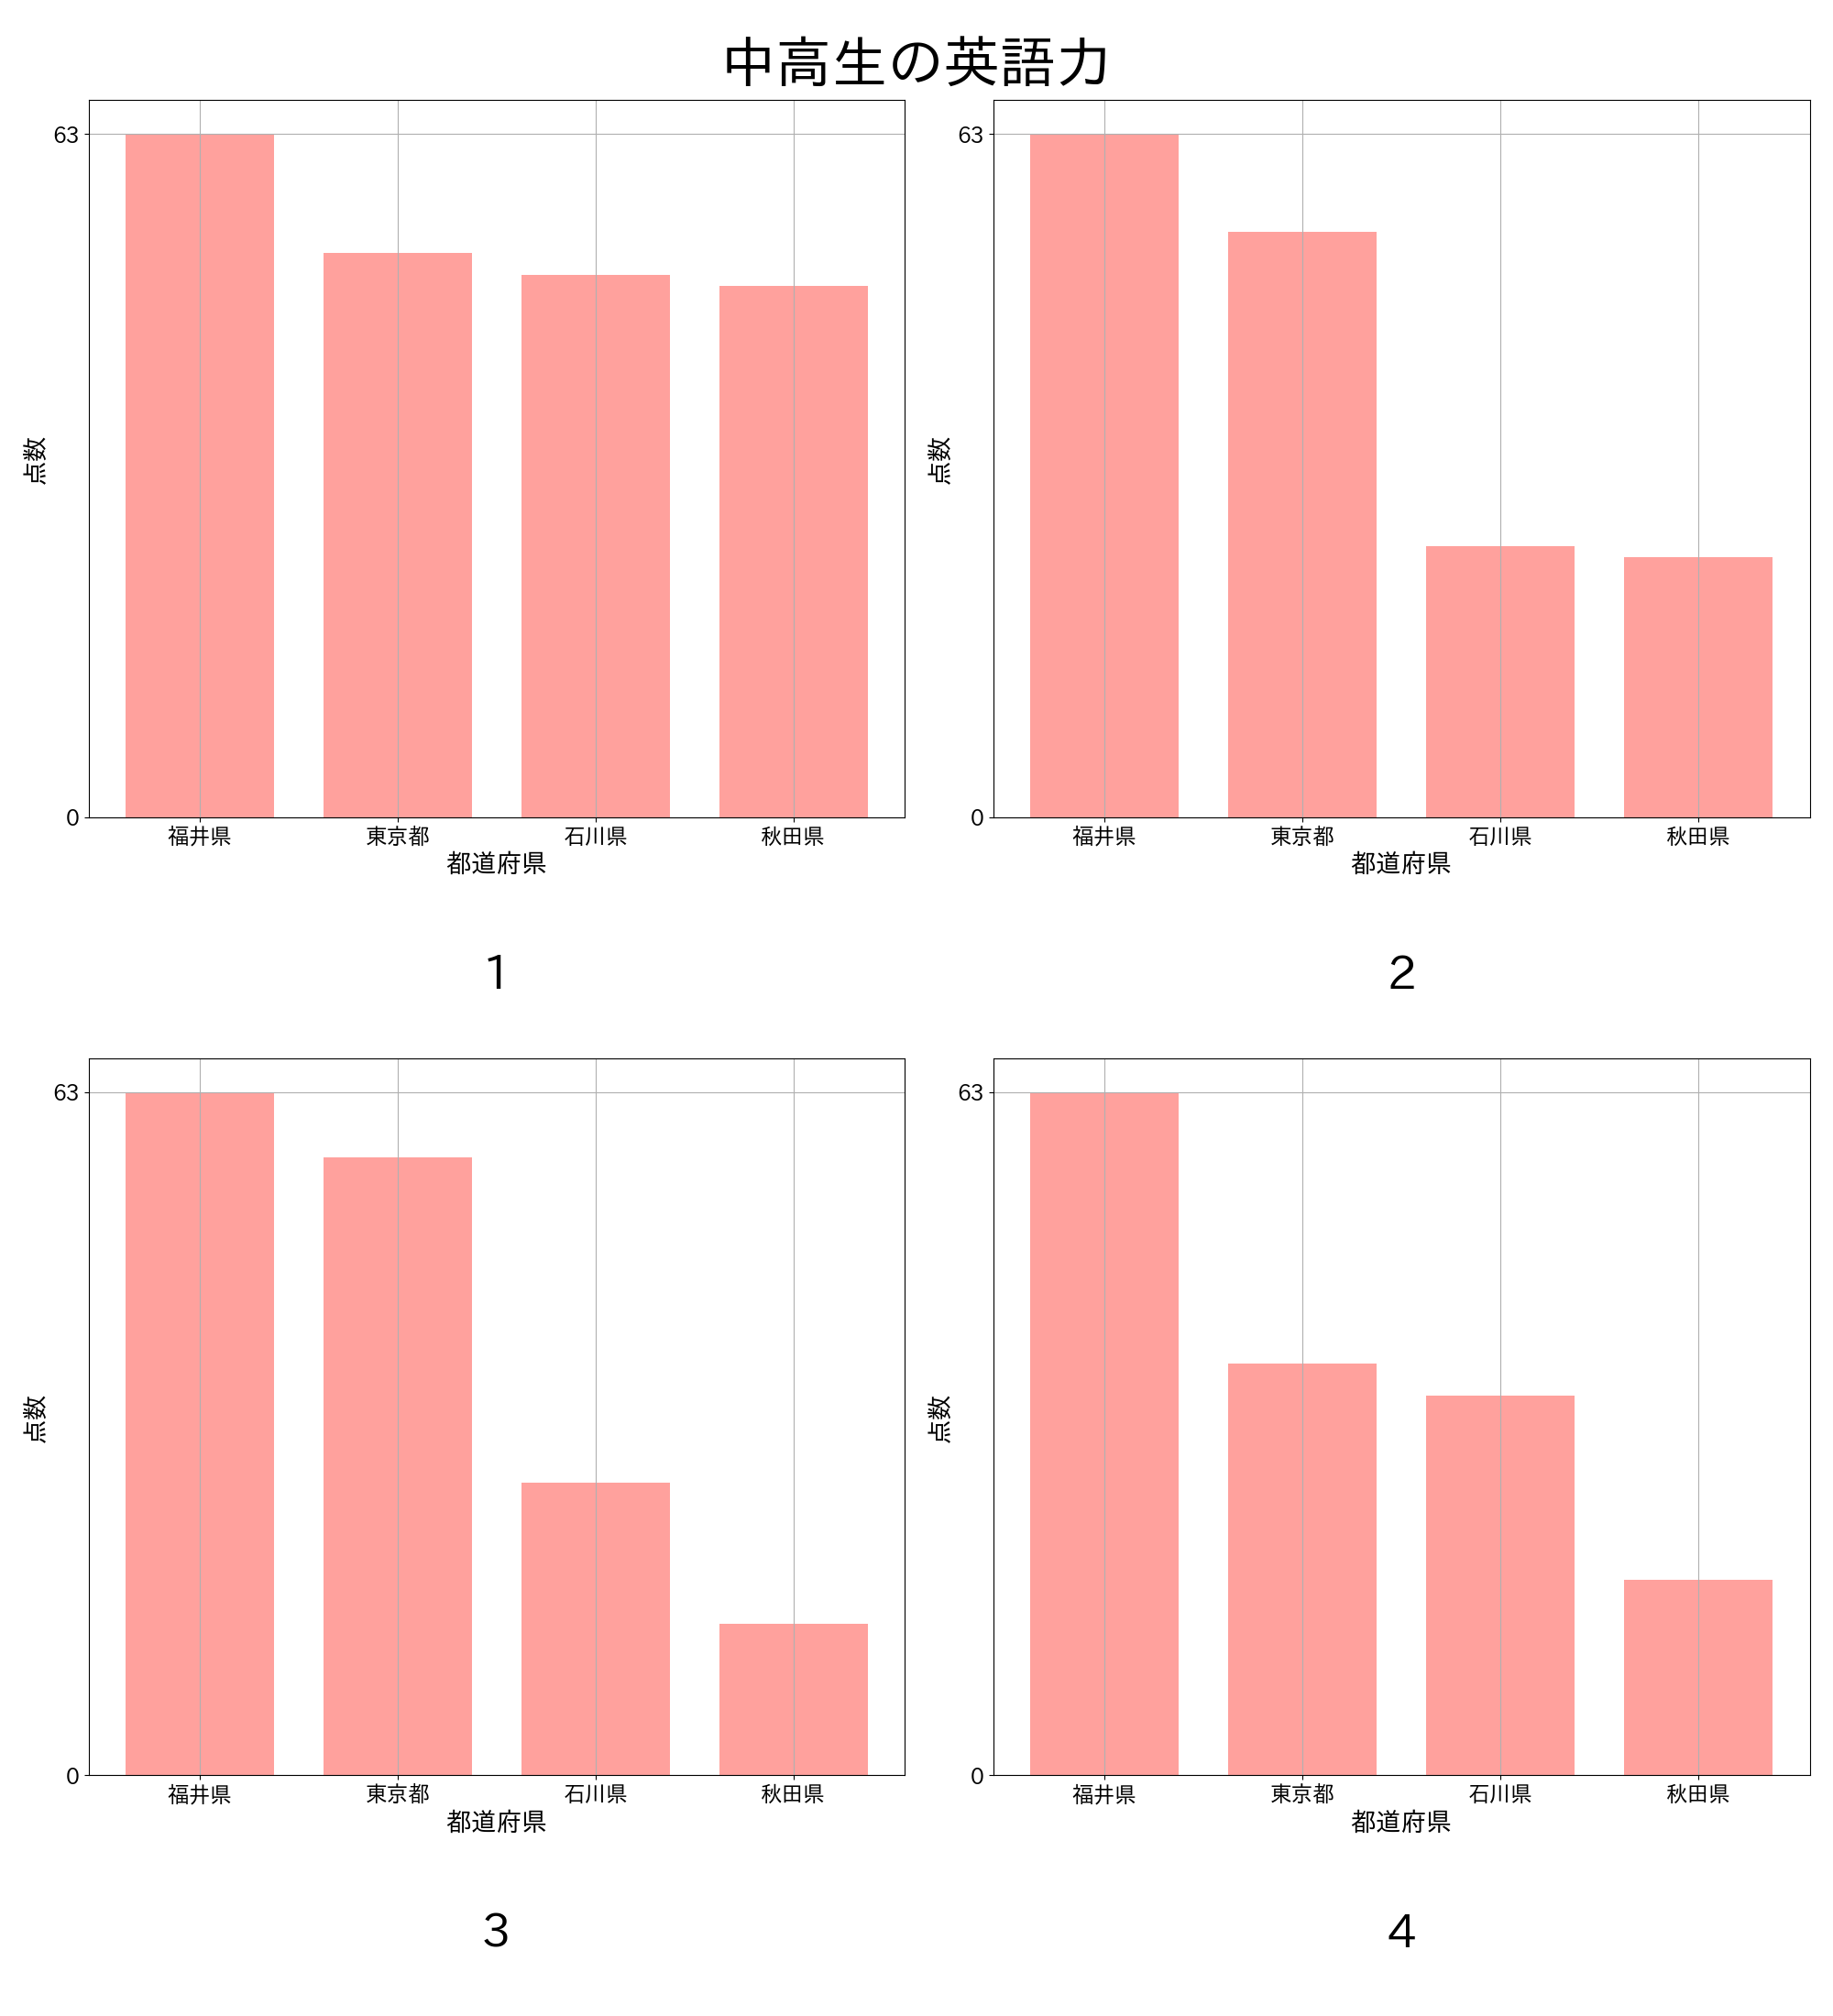 中高生の英語力
63
点数
0
福井県 東京都 石川県 秋田県
都道府県
1
63
点数
0
福井県 東京都 石川県 秋田県
都道府県
2
63
点数
0
福井県 東京都 石川県 秋田県
都道府県
3
63
点数
0
福井県 東京都 石川県 秋田県
都道府県
4